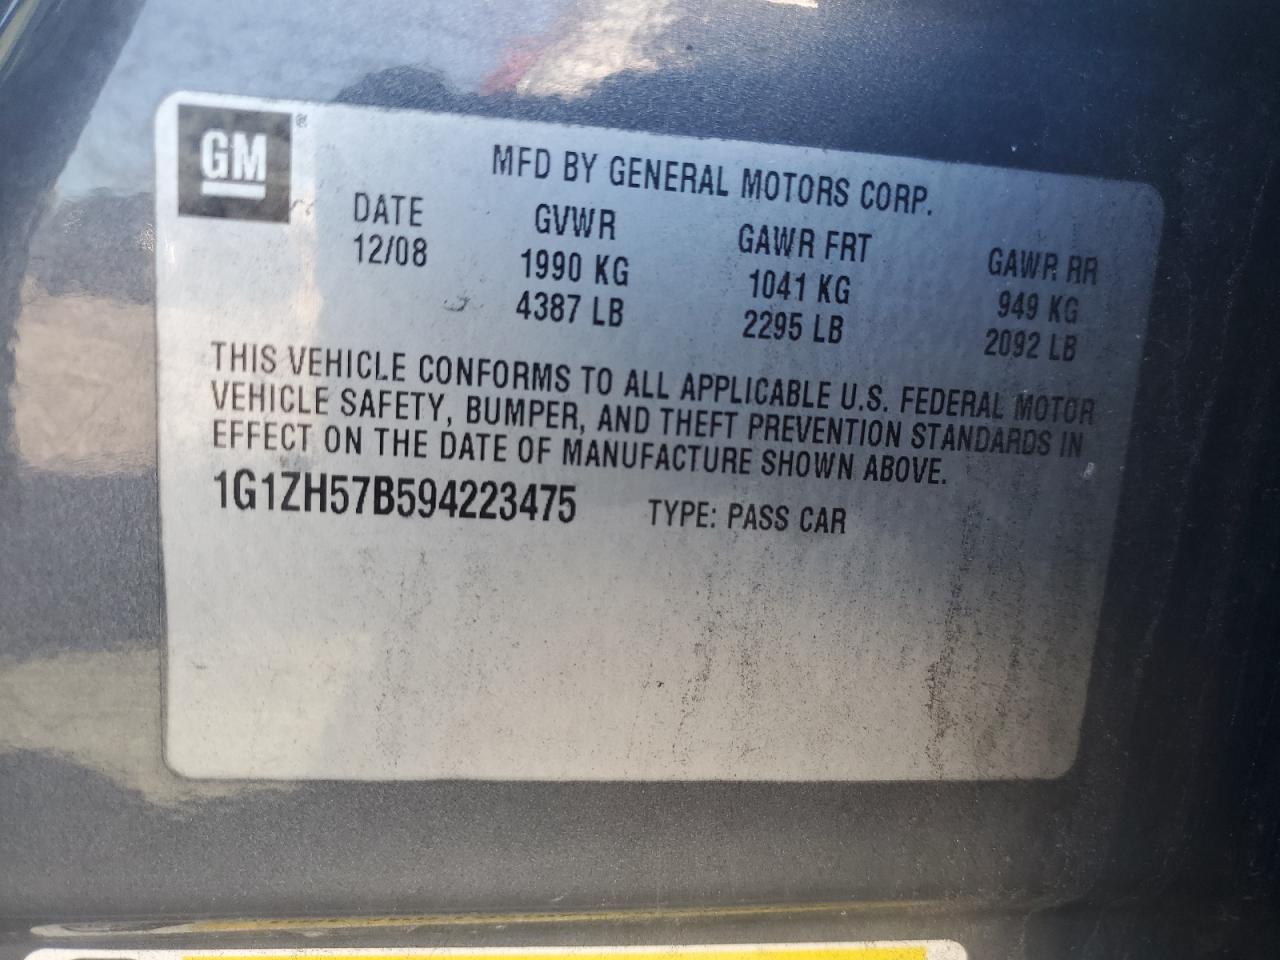 GM ®
MFD BY GENERAL MOTORS CORP.
DATE GVWR GAWR FRT GAWR RR
12/08 1990 KG 1041 KG 949 KG
4387 LB 2295 LB 2092 LB
THIS VEHICLE CONFORMS TO ALL APPLICABLE U.S. FEDERAL MOTOR
VEHICLE SAFETY, BUMPER, AND THEFT PREVENTION STANDARDS IN
EFFECT ON THE DATE OF MANUFACTURE SHOWN ABOVE.
1G1ZH57B594223475 TYPE: PASS CAR